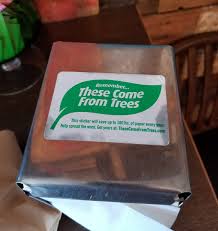 Remember...
These Come
From Trees
This sticker will save up to 100 lbs. of paper every year.
Help spread the word. Get yours at: TheseComeFromTrees.com